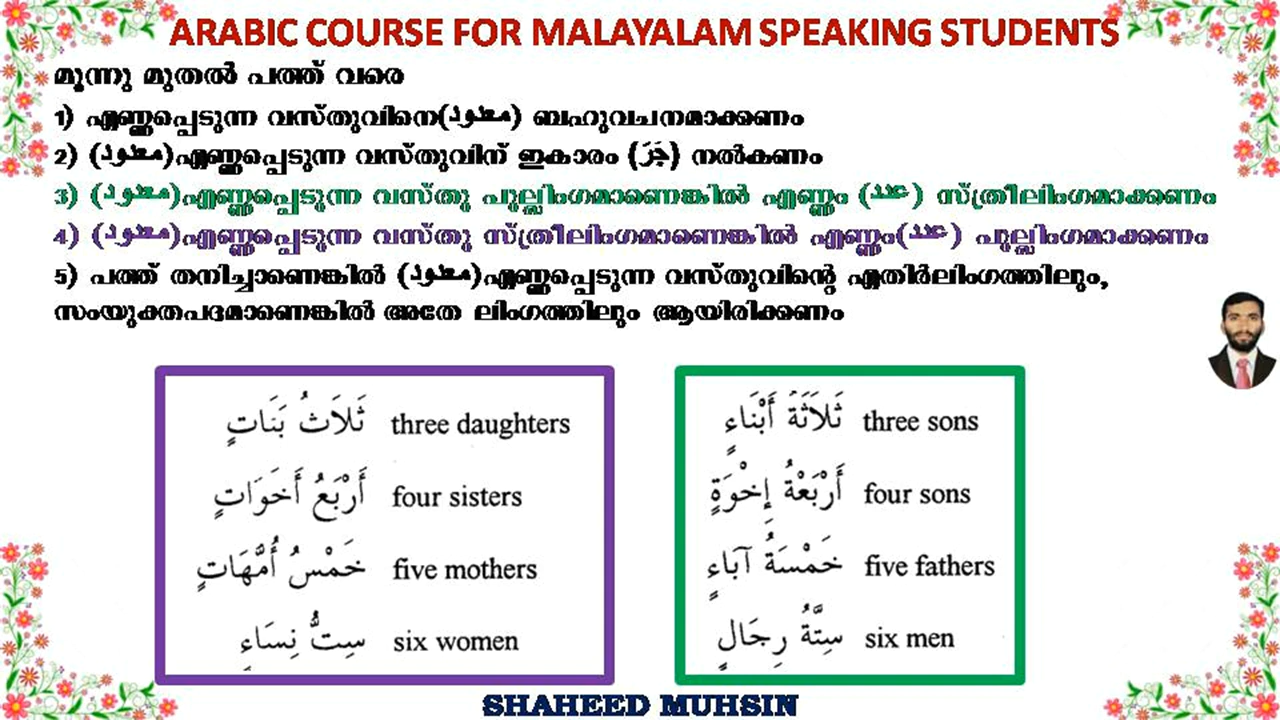 ARABIC COURSE FOR MALAYALAM SPEAKING STUDENTS
മൂന്നു മുതൽ പത്ത് വരെ
1) എണ്ണപ്പെടുന്ന വസ്തുവിനെ(معدود) ബഹുവചനമാക്കണം
2) (معدود)എണ്ണപ്പെടുന്ന വസ്തുവിന് ഇകാരം (جَرّ) നൽകണം
3) (معدود)എണ്ണപ്പെടുന്ന വസ്തു പുല്ലിംഗമാണെങ്കിൽ എണ്ണം (عدد) സ്ത്രീലിംഗമാക്കണം
4) (معدود)എണ്ണപ്പെടുന്ന വസ്തു സ്ത്രീലിംഗമാണെങ്കിൽ എണ്ണം(عدد) പുല്ലിംഗമാക്കണം
5) പത്ത് തനിച്ചാണെങ്കിൽ (معدود)എണ്ണപ്പെടുന്ന വസ്തുവിന്റെ എതിർലിംഗത്തിലും,
സംയുക്തപദമാണെങ്കിൽ അതേ ലിംഗത്തിലും ആയിരിക്കണം
ثَلاَثُ بَنَاتٍ three daughters
أَرْبَعُ أَخَوَاتٍ four sisters
خَمْسُ أُمَّهَاتٍ five mothers
سِتُّ نِسَاءٍ six women
ثَلاَثَةُ أَبْنَاءٍ three sons
أَرْبَعْةُ إِخْوَةٍ four sons
خَمْسَةُ آبَاءٍ five fathers
سِتَّةُ رِجَالٍ six men
SHAHEED MUHSIN